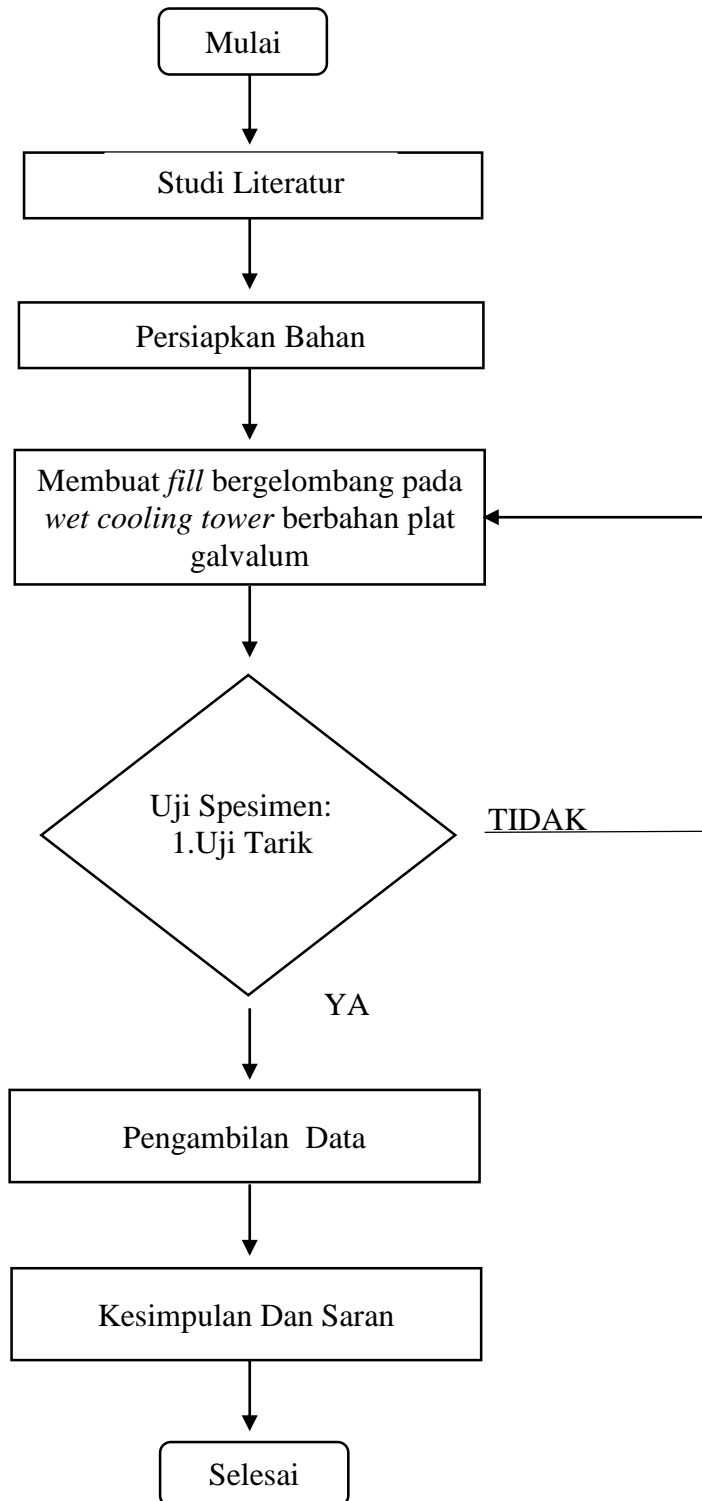 Mulai
Studi Literatur
Persiapkan Bahan
Membuat fill bergelombang pada
wet cooling tower berbahan plat
galvalum
Uji Spesimen:
1.Uji Tarik
TIDAK
YA
Pengambilan  Data
Kesimpulan Dan Saran
Selesai